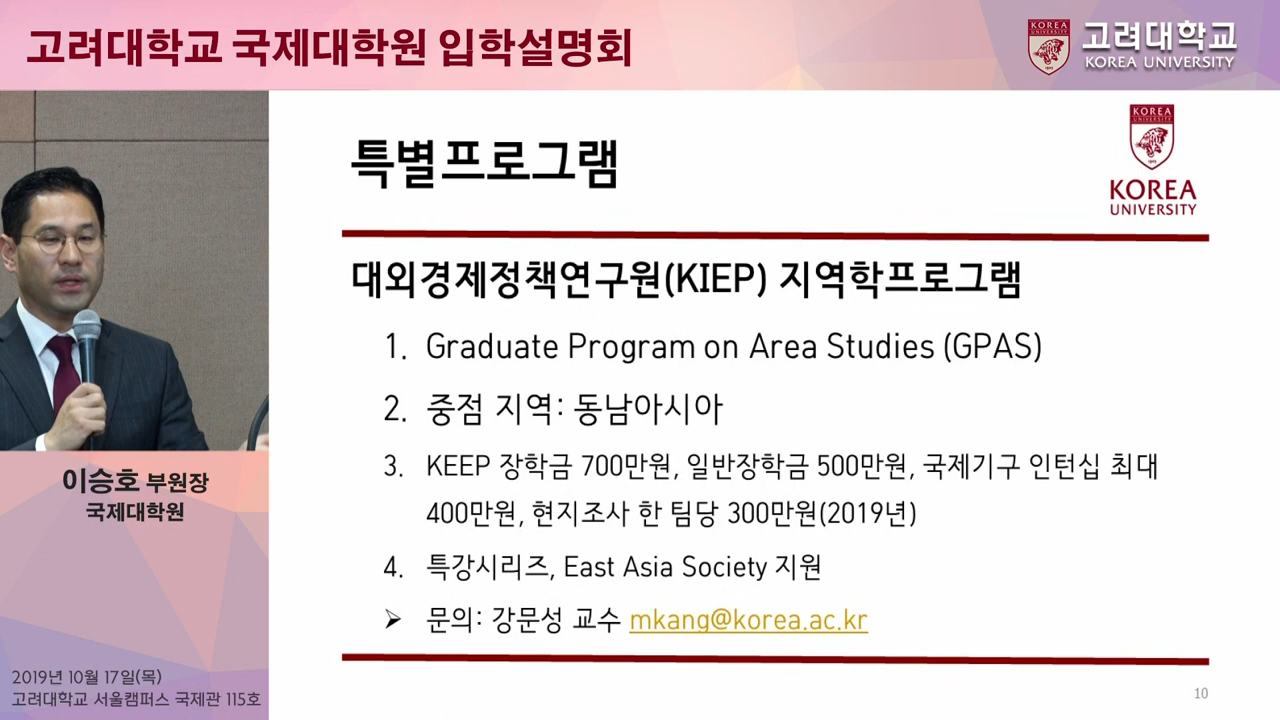 고려대학교 국제대학원 입학설명회
KOREA
UNIVERSITY
고려대학교
KOREA UNIVERSITY
특별프로그램
KOREA
UNIVERSITY
KOREA
UNIVERSITY
대외경제정책연구원(KIEP) 지역학프로그램
1. Graduate Program on Area Studies (GPAS)
2. 중점 지역: 동남아시아
3. KEEP 장학금 700만원, 일반장학금 500만원, 국제기구 인턴십 최대
400만원, 현지조사 한 팀당 300만원(2019년)
4. 특강시리즈, East Asia Society 지원
➢ 문의: 강문성 교수 mkang@korea.ac.kr
10
이승호 부원장
국제대학원
2019년 10월 17일(목)
고려대학교 서울캠퍼스 국제관 115호